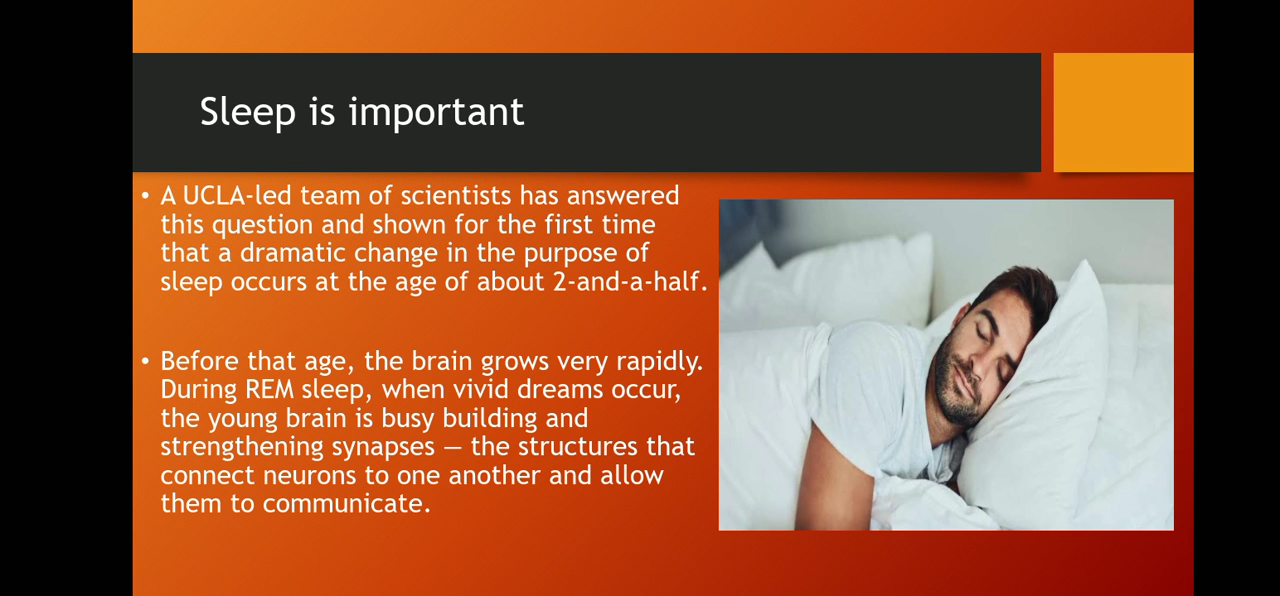 Sleep is important
• A UCLA-led team of scientists has answered
this question and shown for the first time
that a dramatic change in the purpose of
sleep occurs at the age of about 2-and-a-half.
• Before that age, the brain grows very rapidly.
During REM sleep, when vivid dreams occur,
the young brain is busy building and
strengthening synapses — the structures that
connect neurons to one another and allow
them to communicate.